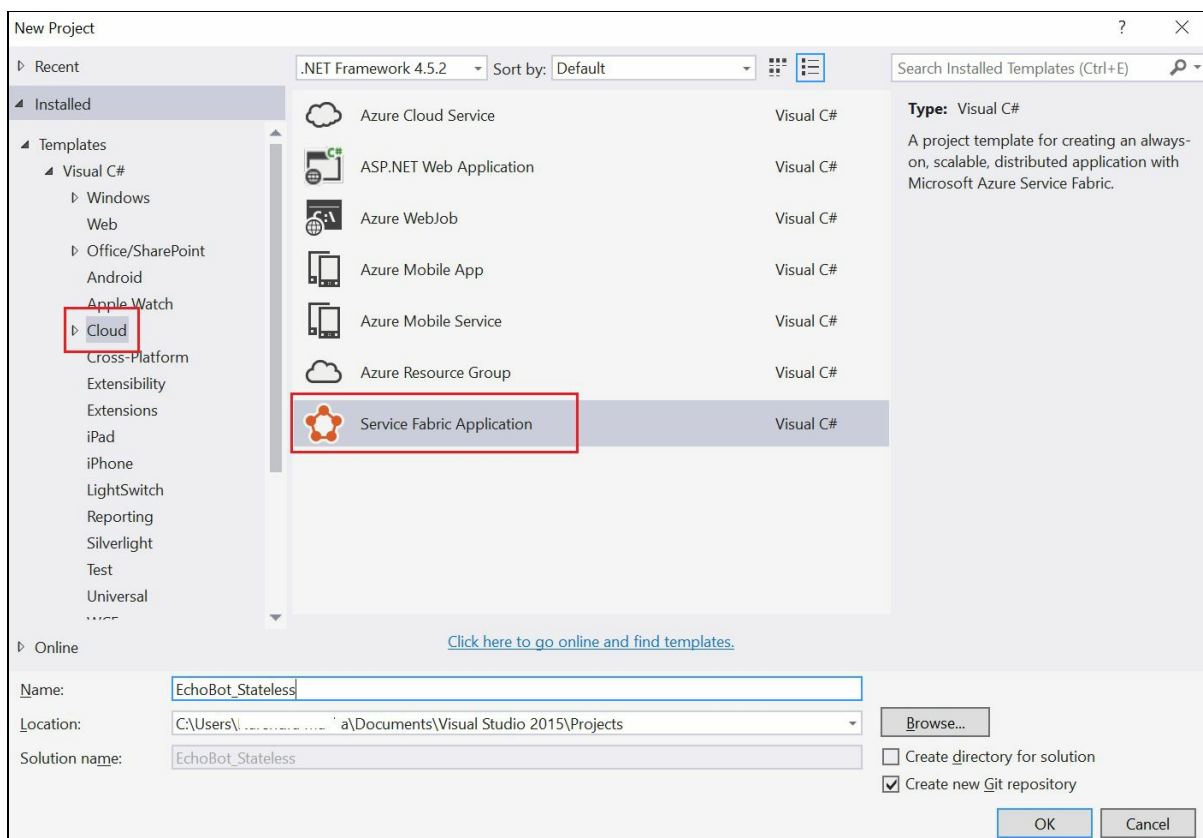 New Project
?
Recent
.NET Framework 4.5.2
Sort by:
Default
Search Installed Templates (Ctrl+E)
Installed
Templates
Visual C#
Windows
Web
Office/SharePoint
Android
Apple Watch
Cloud
Cross-Platform
Extensibility
Extensions
iPad
iPhone
LightSwitch
Reporting
Silverlight
Test
Universal
Online
Azure Cloud Service Visual C#
ASP.NET Web Application Visual C#
Azure WebJob Visual C#
Azure Mobile App Visual C#
Azure Mobile Service Visual C#
Azure Resource Group Visual C#
Service Fabric Application Visual C#
Click here to go online and find templates.
Type: Visual C#
A project template for creating an always-
on, scalable, distributed application with
Microsoft Azure Service Fabric.
Name: EchoBot_Stateless
Location: C:\Users\ a\Documents\Visual Studio 2015\Projects
Browse...
Solution name: EchoBot_Stateless
Create directory for solution
Create new Git repository
OK
Cancel